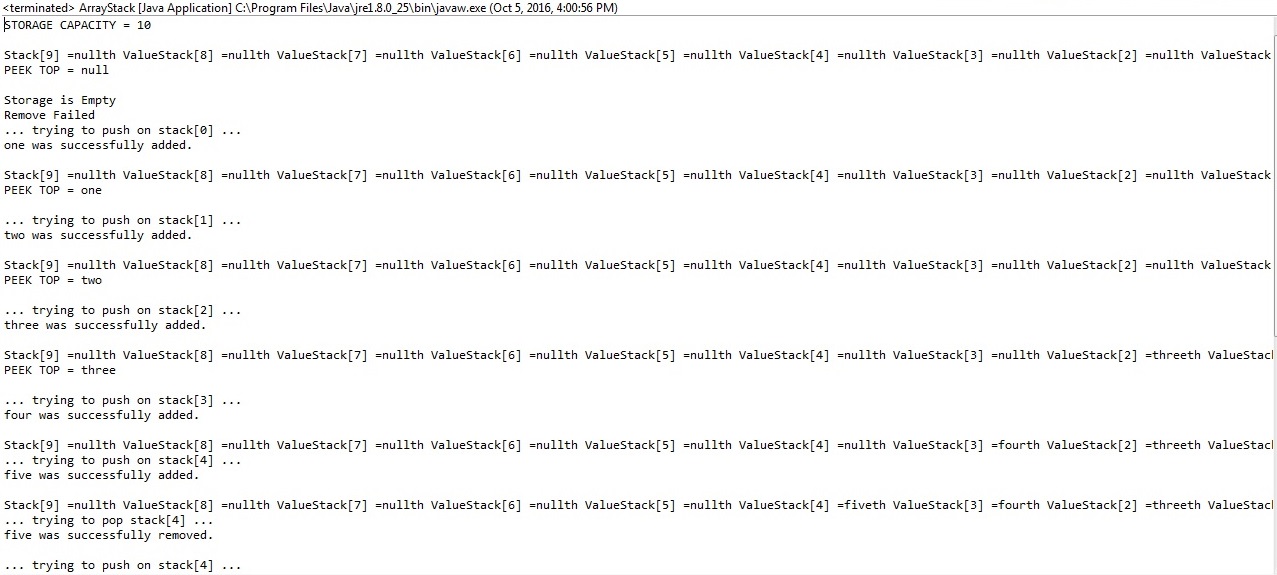 <terminated> ArrayStack [Java Application] C:\Program Files\Java\jre1.8.0_25\bin\javaw.exe (Oct 5, 2016, 4:00:56 PM)
STORAGE CAPACITY = 10
Stack[9] =nullth ValueStack[8] =nullth ValueStack[7] =nullth ValueStack[6] =nullth ValueStack[5] =nullth ValueStack[4] =nullth ValueStack[3] =nullth ValueStack[2] =nullth ValueStack
PEEK TOP = null
Storage is Empty
Remove Failed
... trying to push on stack[0] ...
one was successfully added.
Stack[9] =nullth ValueStack[8] =nullth ValueStack[7] =nullth ValueStack[6] =nullth ValueStack[5] =nullth ValueStack[4] =nullth ValueStack[3] =nullth ValueStack[2] =nullth ValueStack
PEEK TOP = one
... trying to push on stack[1] ...
two was successfully added.
Stack[9] =nullth ValueStack[8] =nullth ValueStack[7] =nullth ValueStack[6] =nullth ValueStack[5] =nullth ValueStack[4] =nullth ValueStack[3] =nullth ValueStack[2] =nullth ValueStack
PEEK TOP = two
... trying to push on stack[2] ...
three was successfully added.
Stack[9] =nullth ValueStack[8] =nullth ValueStack[7] =nullth ValueStack[6] =nullth ValueStack[5] =nullth ValueStack[4] =nullth ValueStack[3] =nullth ValueStack[2] =threeth ValueStack
PEEK TOP = three
... trying to push on stack[3] ...
four was successfully added.
Stack[9] =nullth ValueStack[8] =nullth ValueStack[7] =nullth ValueStack[6] =nullth ValueStack[5] =nullth ValueStack[4] =nullth ValueStack[3] =fourth ValueStack[2] =threeth ValueStack
... trying to push on stack[4] ...
five was successfully added.
Stack[9] =nullth ValueStack[8] =nullth ValueStack[7] =nullth ValueStack[6] =nullth ValueStack[5] =nullth ValueStack[4] =fiveth ValueStack[3] =fourth ValueStack[2] =threeth ValueStack
... trying to pop stack[4] ...
five was successfully removed.
... trying to push on stack[4] ...